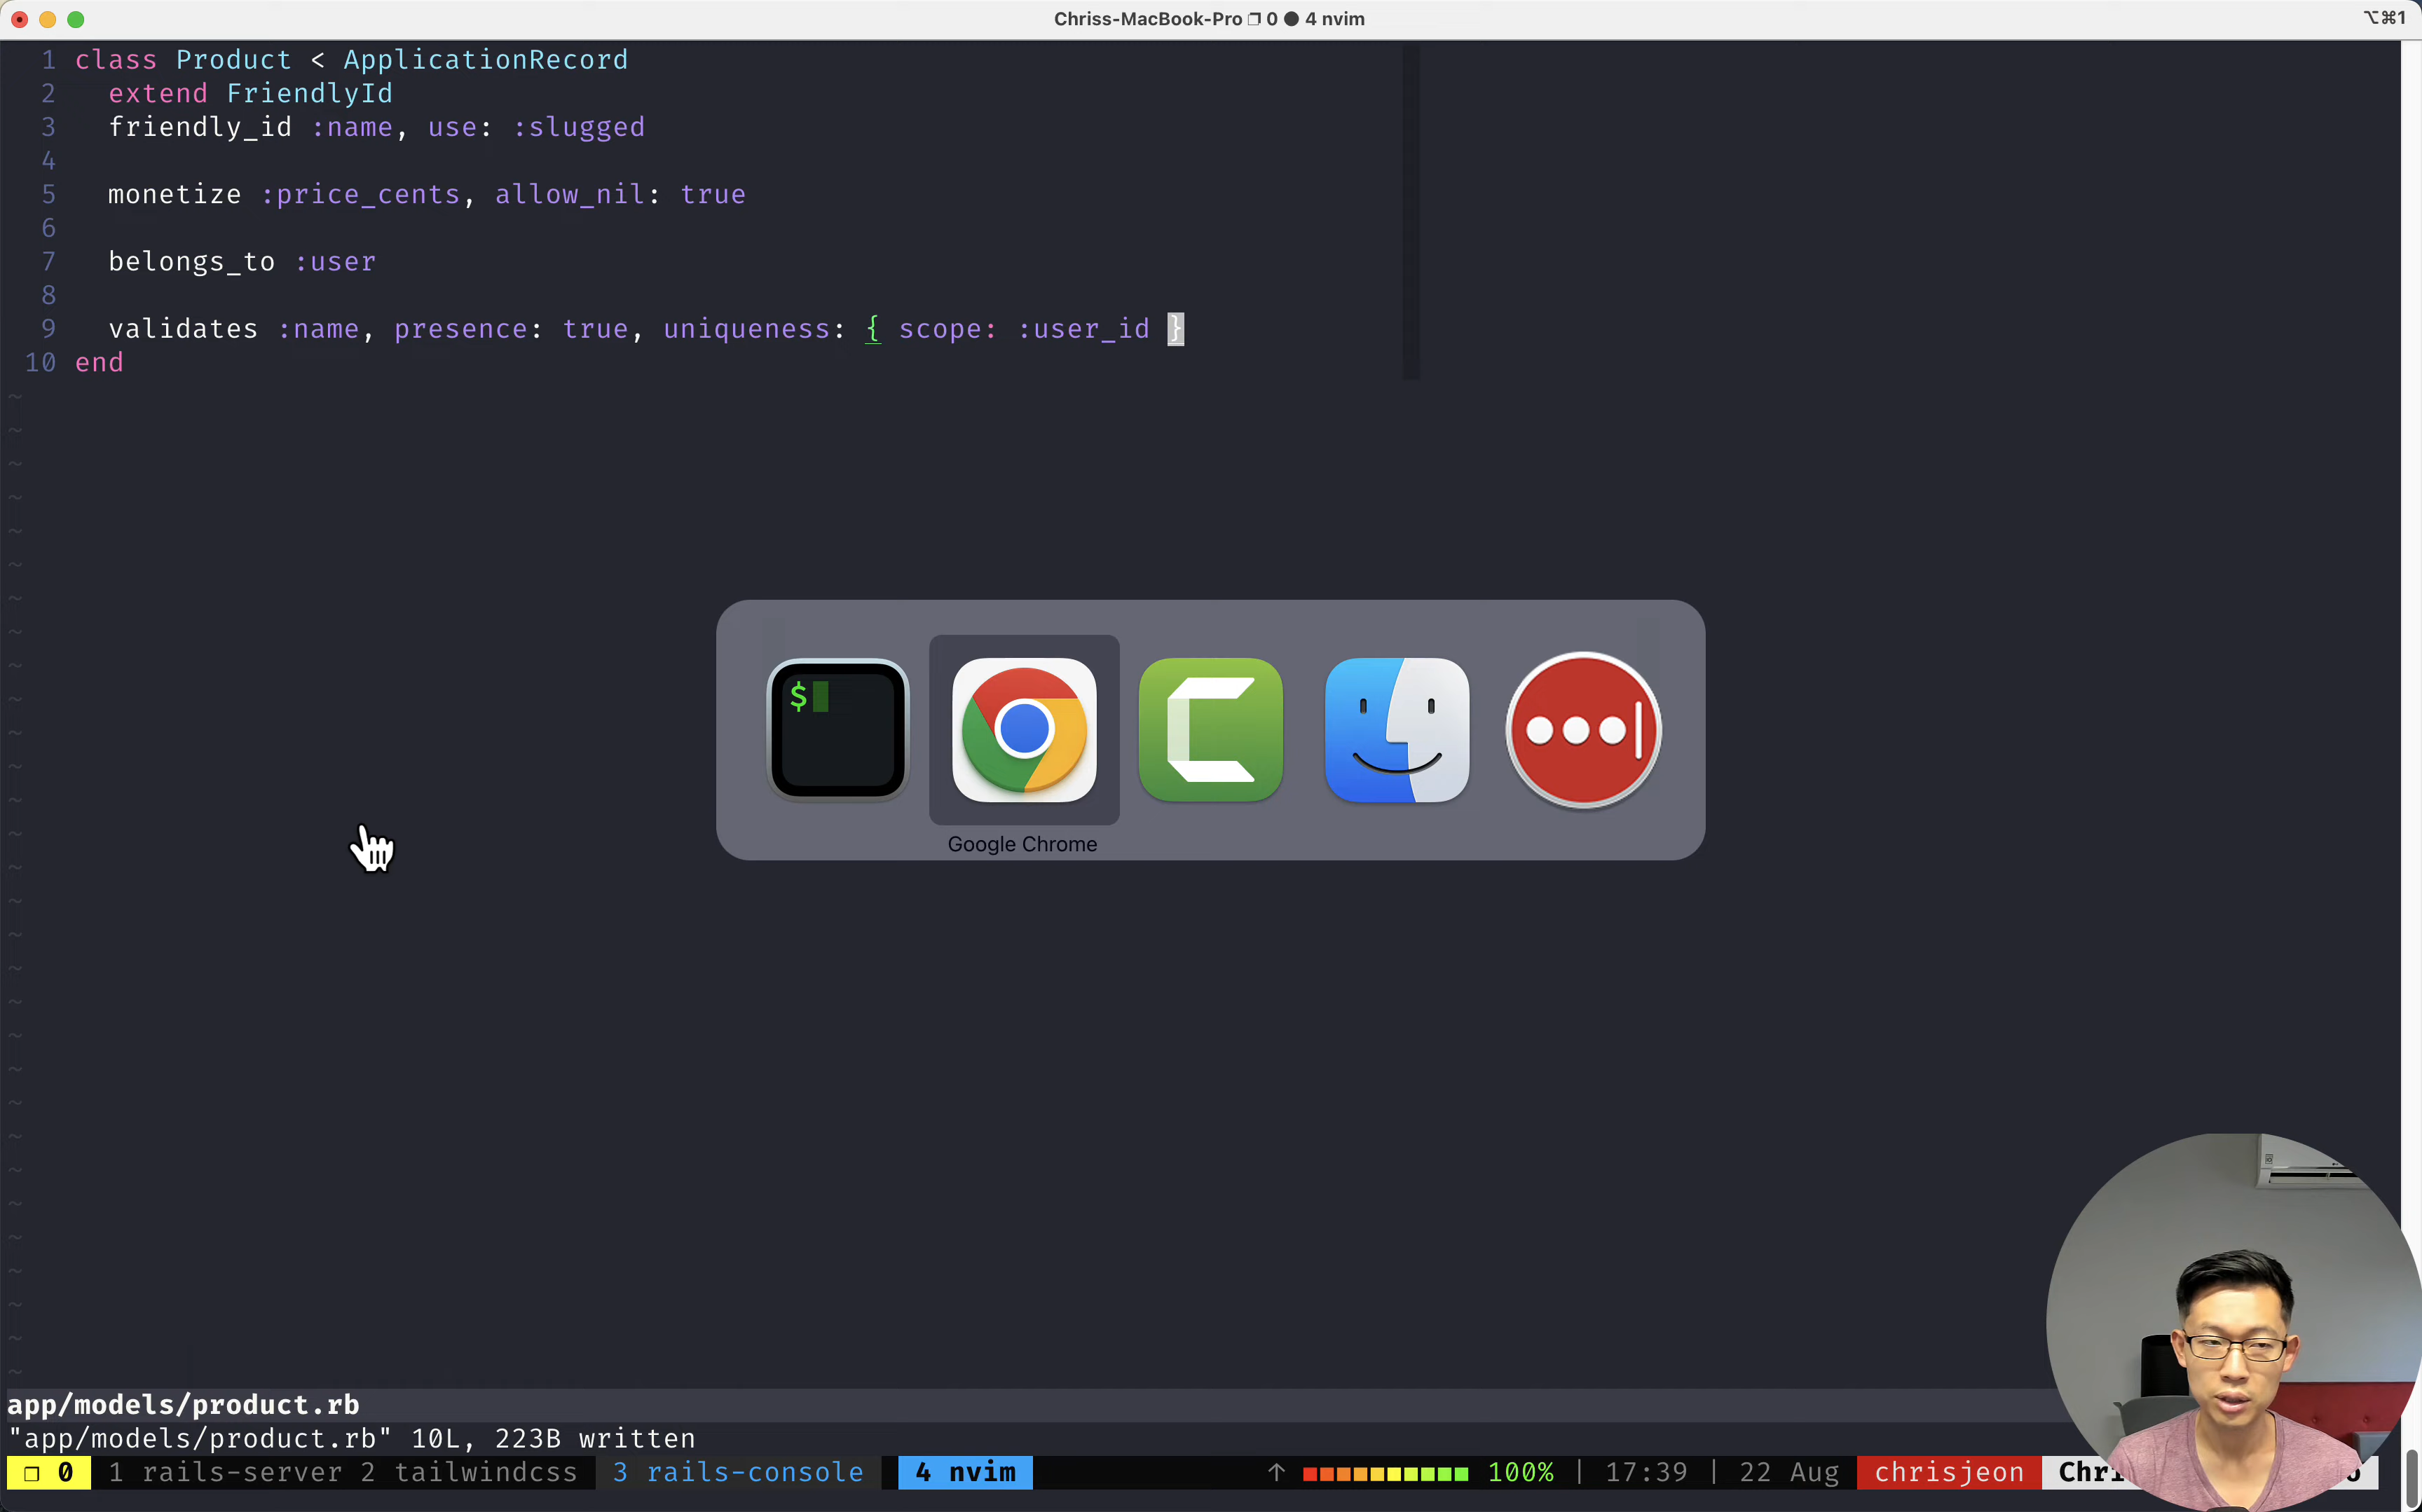 Chriss-MacBook-Pro ❐ 0 ● 4 nvim
⌥⌘1
1 class Product < ApplicationRecord
2   extend FriendlyId
3   friendly_id :name, use: :slugged
4
5   monetize :price_cents, allow_nil: true
6
7   belongs_to :user
8
9   validates :name, presence: true, uniqueness: { scope: :user_id }
10 end
$
Google Chrome
app/models/product.rb
"app/models/product.rb" 10L, 223B written
❐ 0 1 rails-server 2 tailwindcss 3 rails-console 4 nvim ↑ 100% | 17:39 | 22 Aug chrisjeon